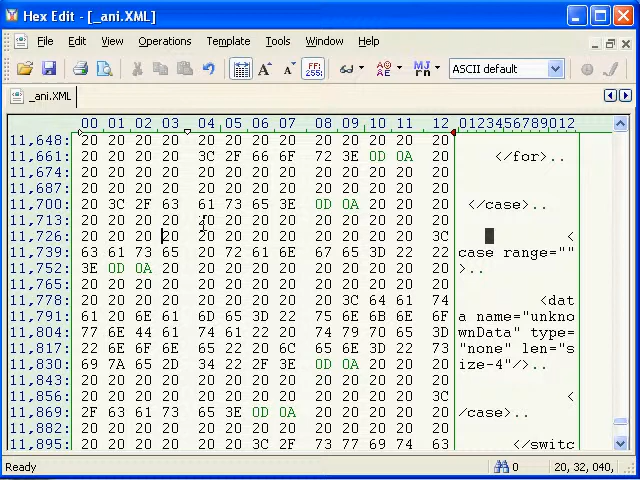 Hex Edit - [_ani.XML]
File Edit View Operations Template Tools Window Help
FF: 255: MJ rn ASCII default
_ani.XML
00 01 02 03 04 05 06 07 08 09 10 11 12 0123456789012
11,648: 20 20 20 20 20 20 20 20 20 20 20 20 20
11,661: 20 20 20 20 3C 2F 66 6F 72 3E 0D 0A 20 </for>..
11,674: 20 20 20 20 20 20 20 20 20 20 20 20 20
11,687: 20 20 20 20 20 20 20 20 20 20 20 20 20
11,700: 20 3C 2F 63 61 73 65 3E 0D 0A 20 20 20 </case>..
11,713: 20 20 20 20 20 20 20 20 20 20 20 20 20
11,726: 20 20 20 20 20 20 20 20 20 20 20 20 3C <
11,739: 63 61 73 65 20 72 61 6E 67 65 3D 22 22 case range=""
11,752: 3E 0D 0A 20 20 20 20 20 20 20 20 20 20 >..
11,765: 20 20 20 20 20 20 20 20 20 20 20 20 20
11,778: 20 20 20 20 20 20 20 20 20 3C 64 61 74 <dat
11,791: 61 20 6E 61 6D 65 3D 22 75 6E 6B 6E 6F a name="unkno
11,804: 77 6E 44 61 74 61 22 20 74 79 70 65 3D wnData" type=
11,817: 22 6E 6F 6E 65 22 20 6C 65 6E 3D 22 73 "none" len="s
11,830: 69 7A 65 2D 34 22 2F 3E 0D 0A 20 20 20 ize-4"/>..
11,843: 20 20 20 20 20 20 20 20 20 20 20 20 20
11,856: 20 20 20 20 20 20 20 20 20 20 20 20 3C <
11,869: 2F 63 61 73 65 3E 0D 0A 20 20 20 20 20 /case>..
11,882: 20 20 20 20 20 20 20 20 20 20 20 20 20
11,895: 20 20 20 20 20 20 3C 2F 73 77 69 74 63 </switc
Ready 0 20, 32, 040,